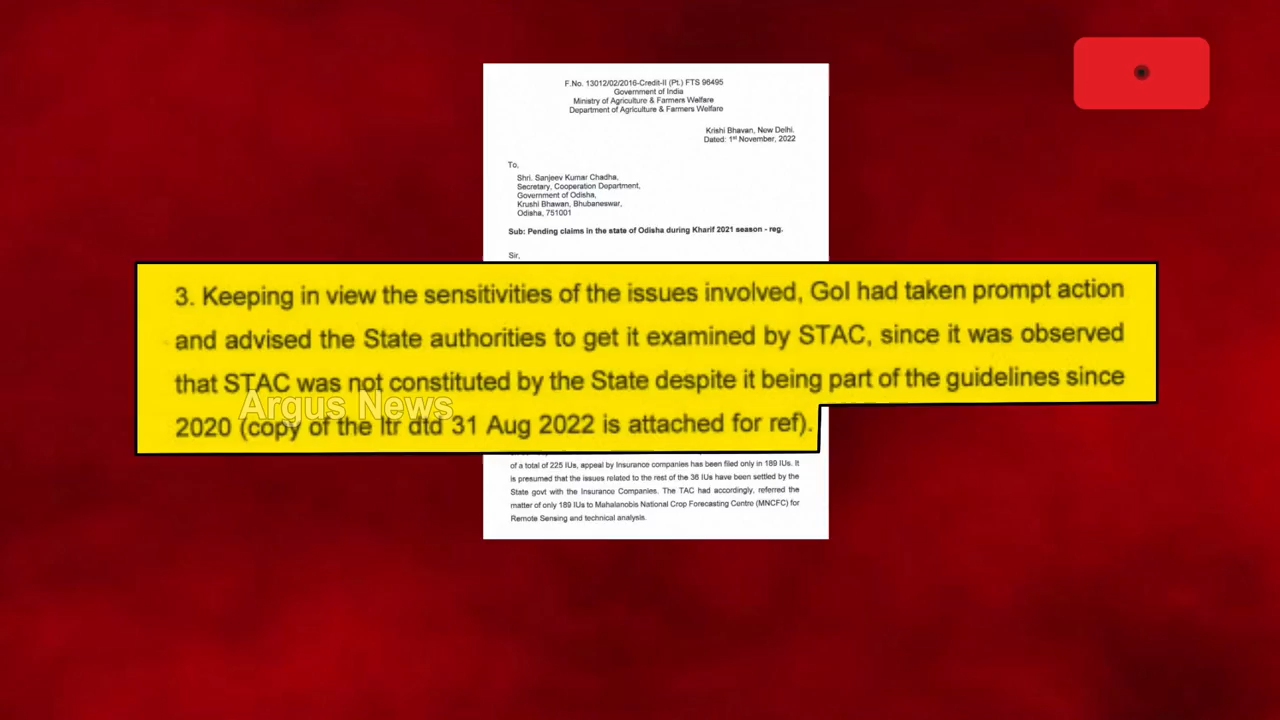 F.No. 13012/02/2016-Credit-II (Pt.) FTS 96495
Government of India
Ministry of Agriculture & Farmers Welfare
Department of Agriculture & Farmers Welfare
Krishi Bhavan, New Delhi.
Dated: 1st November, 2022
To,
Shri. Sanjeev Kumar Chadha,
Secretary, Cooperation Department,
Government of Odisha,
Krushi Bhawan, Bhubaneswar,
Odisha, 751001
Sub: Pending claims in the state of Odisha during Kharif 2021 season - reg.
Sir,
3. Keeping in view the sensitivities of the issues involved, GoI had taken prompt action
and advised the State authorities to get it examined by STAC, since it was observed
that STAC was not constituted by the State despite it being part of the guidelines since
2020 (copy of the ltr dtd 31 Aug 2022 is attached for ref).
Argus News
of a total of 225 IUs, appeal by Insurance companies has been filed only in 189 IUs. It
is presumed that the issues related to the rest of the 36 IUs have been settled by the
State govt with the Insurance Companies. The TAC had accordingly, referred the
matter of only 189 IUs to Mahalanobis National Crop Forecasting Centre (MNCFC) for
Remote Sensing and technical analysis.